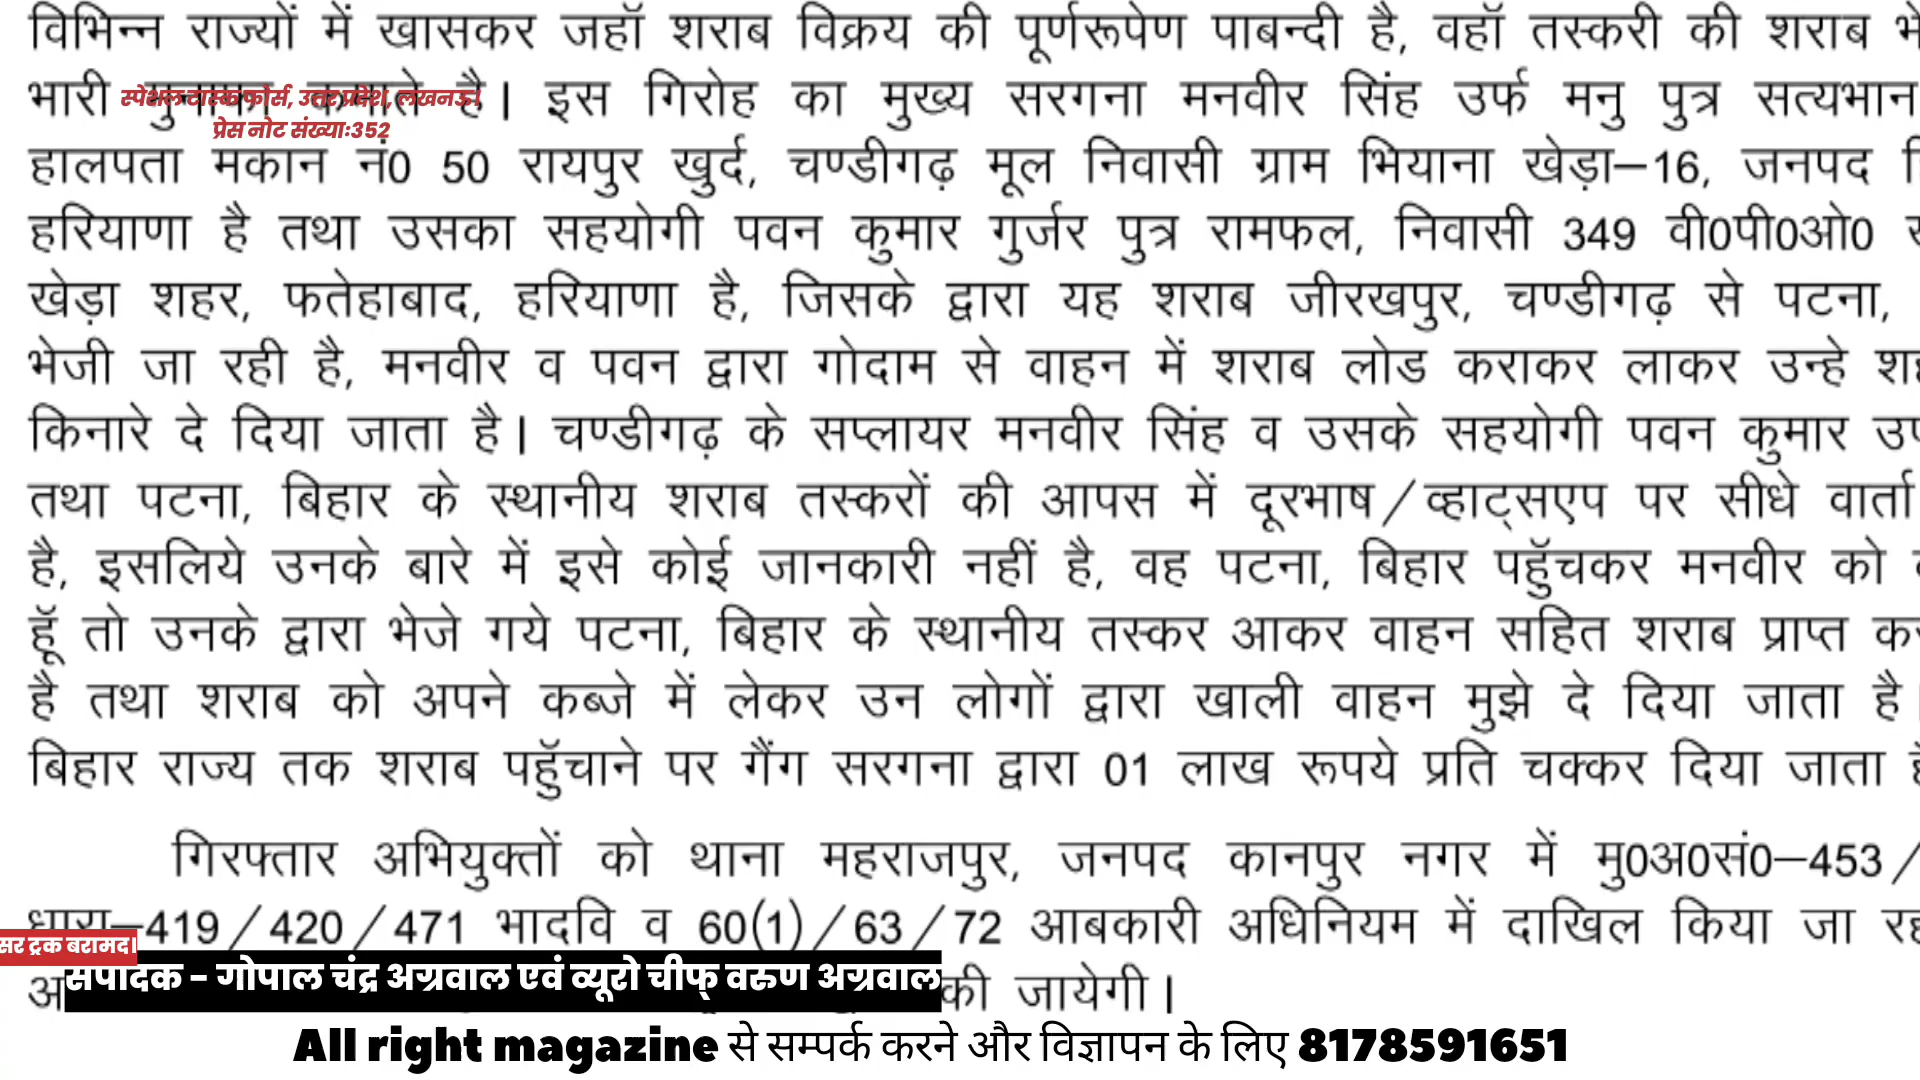 विभिन्न राज्यों में खासकर जहॉ शराब विक्रय की पूर्णरूपेण पाबन्दी है, वहॉ तस्करी की शराब
भारी मुनाफा कमाते है। इस गिरोह का मुख्य सरगना मनवीर सिंह उर्फ मनु पुत्र सत्यभान
स्पेशल टास्क फोर्स, उत्तर प्रदेश, लखनऊ।
प्रेस नोट संख्याः352
हालपता मकान नं0 50 रायपुर खुर्द, चण्डीगढ़ मूल निवासी ग्राम भियाना खेड़ा–16, जनपद
हरियाणा है तथा उसका सहयोगी पवन कुमार गुर्जर पुत्र रामफल, निवासी 349 वी0पी0ओ0
खेड़ा शहर, फतेहाबाद, हरियाणा है, जिसके द्वारा यह शराब जीरखपुर, चण्डीगढ़ से पटना,
भेजी जा रही है, मनवीर व पवन द्वारा गोदाम से वाहन में शराब लोड कराकर लाकर उन्हे
किनारे दे दिया जाता है। चण्डीगढ़ के सप्लायर मनवीर सिंह व उसके सहयोगी पवन कुमार
तथा पटना, बिहार के स्थानीय शराब तस्करों की आपस में दूरभाष/व्हाट्सएप पर सीधे वार्ता
है, इसलिये उनके बारे में इसे कोई जानकारी नहीं है, वह पटना, बिहार पहुॅचकर मनवीर को
हूॅ तो उनके द्वारा भेजे गये पटना, बिहार के स्थानीय तस्कर आकर वाहन सहित शराब प्राप्त
है तथा शराब को अपने कब्जे में लेकर उन लोगों द्वारा खाली वाहन मुझे दे दिया जाता है।
बिहार राज्य तक शराब पहुॅचाने पर गैंग सरगना द्वारा 01 लाख रूपये प्रति चक्कर दिया जाता
गिरफ्तार अभियुक्तों को थाना महराजपुर, जनपद कानपुर नगर में मु0अ0सं0–453/
धारा–419/420/471 भादवि व 60(1)/63/72 आबकारी अधिनियम में दाखिल किया जा
ट्रक बरामद।
संपादक - गोपाल चंद्र अग्रवाल एवं व्यूरो चीफ् वरुण अग्रवाल
की जायेगी।
All right magazine से सम्पर्क करने और विज्ञापन के लिए 8178591651